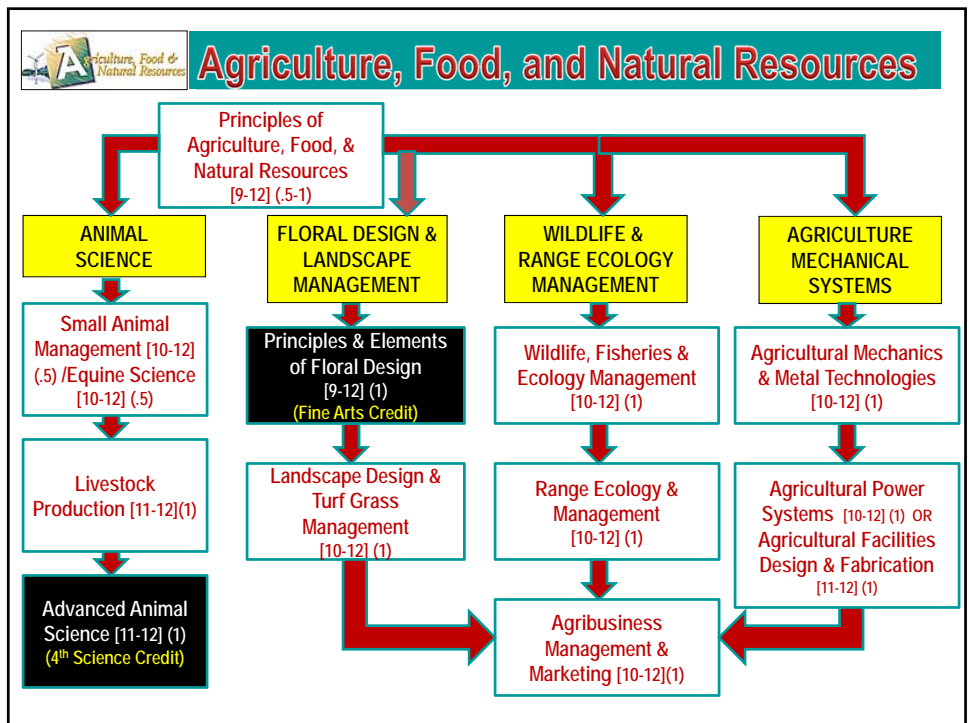 Agriculture, Food &
Natural Resources
Agriculture, Food, and Natural Resources
Principles of
Agriculture, Food, &
Natural Resources
[9-12] (.5-1)
ANIMAL
SCIENCE
Small Animal
Management [10-12]
(.5) /Equine Science
[10-12] (.5)
Livestock
Production [11-12](1)
Advanced Animal
Science [11-12] (1)
(4th Science Credit)
FLORAL DESIGN &
LANDSCAPE
MANAGEMENT
Principles & Elements
of Floral Design
[9-12] (1)
(Fine Arts Credit)
Landscape Design &
Turf Grass
Management
[10-12] (1)
WILDLIFE &
RANGE ECOLOGY
MANAGEMENT
Wildlife, Fisheries &
Ecology Management
[10-12] (1)
Range Ecology &
Management
[10-12] (1)
AGRICULTURE
MECHANICAL
SYSTEMS
Agricultural Mechanics
& Metal Technologies
[10-12] (1)
Agricultural Power
Systems [10-12] (1) OR
Agricultural Facilities
Design & Fabrication
[11-12] (1)
Agribusiness
Management &
Marketing [10-12](1)